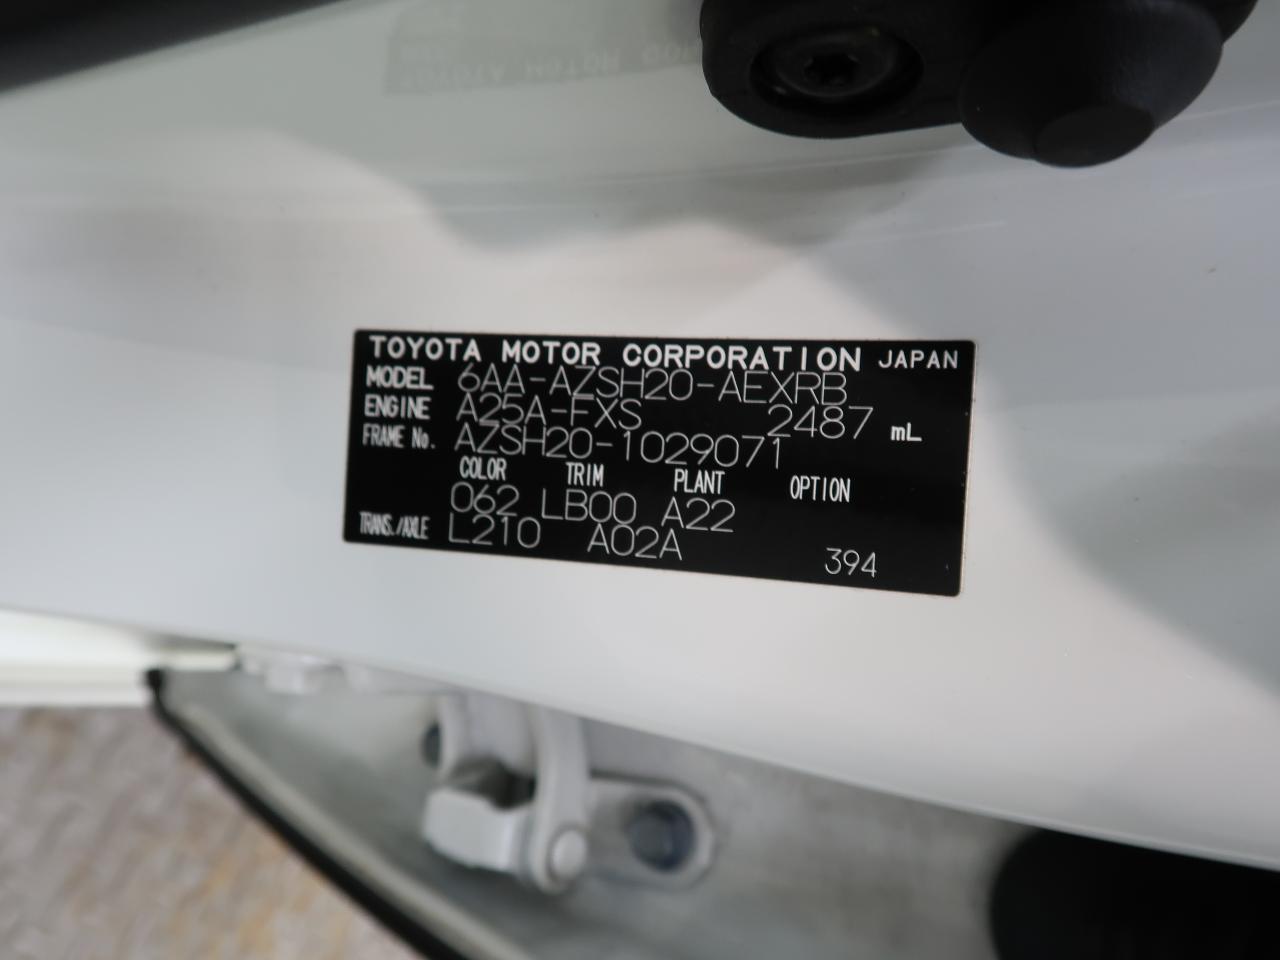 TOYOTA MOTOR CORPORATION JAPAN
MODEL 6AA-AZSH20-AEXRB
ENGINE A25A-FXS 2487 mL
FRAME No. AZSH20-1029071
COLOR TRIM PLANT OPTION
062 LB00 A22
TRANS./AXLE L210 A02A 394